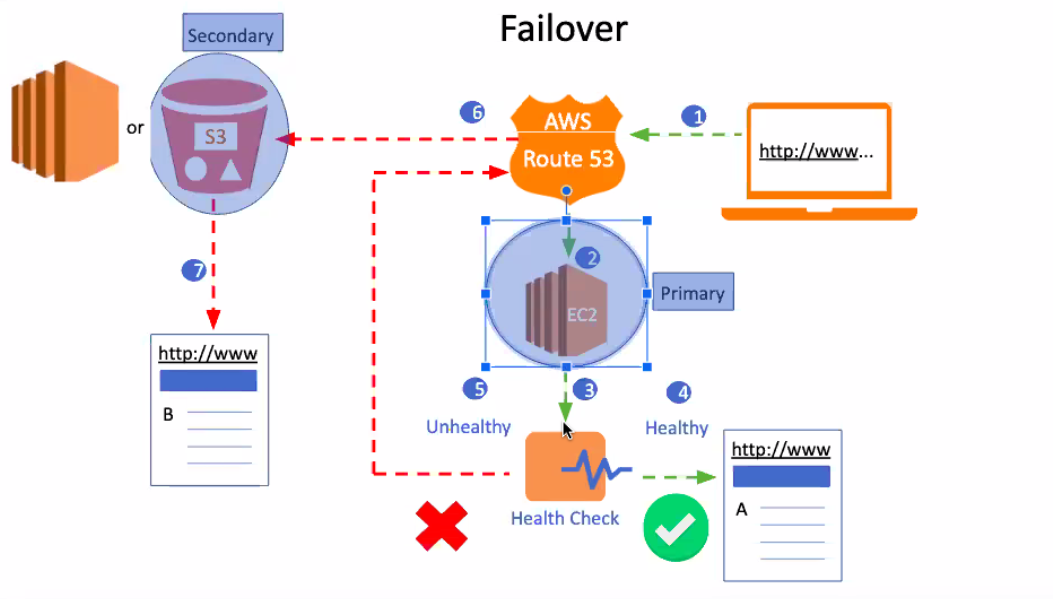 Failover
Secondary
or
S3
6
AWS
Route 53
1
http://www...
2
EC2
Primary
7
http://www
B
5
3
4
Unhealthy
Healthy
Health Check
http://www
A